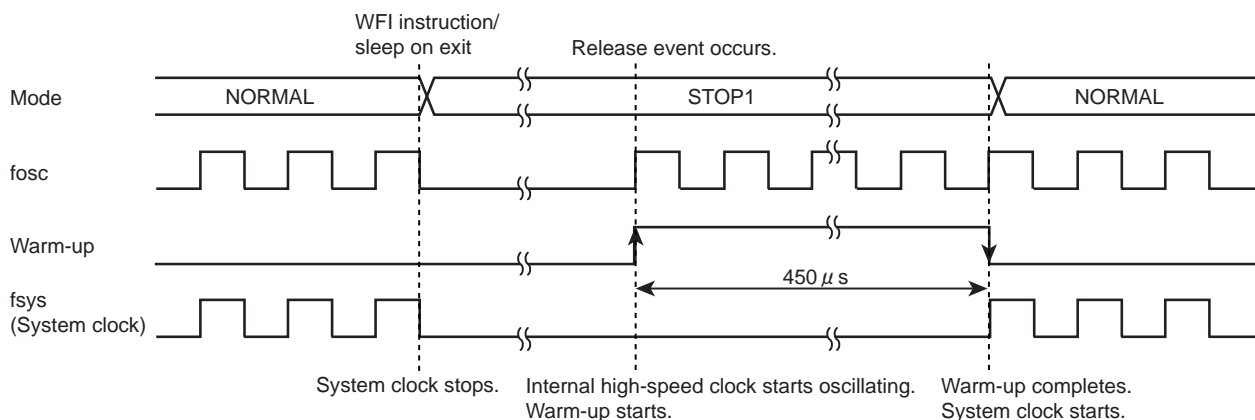 WFI instruction/
sleep on exit
Release event occurs.
Mode
NORMAL
STOP1
NORMAL
fosc
Warm-up
450 μ s
fsys
(System clock)
System clock stops.
Internal high-speed clock starts oscillating.
Warm-up starts.
Warm-up completes.
System clock starts.